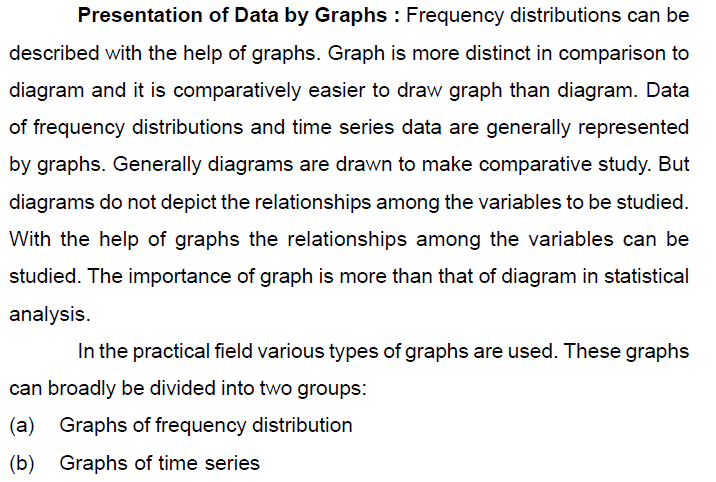 Presentation of Data by Graphs : Frequency distributions can be
described with the help of graphs. Graph is more distinct in comparison to
diagram and it is comparatively easier to draw graph than diagram. Data
of frequency distributions and time series data are generally represented
by graphs. Generally diagrams are drawn to make comparative study. But
diagrams do not depict the relationships among the variables to be studied.
With the help of graphs the relationships among the variables can be
studied. The importance of graph is more than that of diagram in statistical
analysis.
In the practical field various types of graphs are used. These graphs
can broadly be divided into two groups:
(a) Graphs of frequency distribution
(b) Graphs of time series